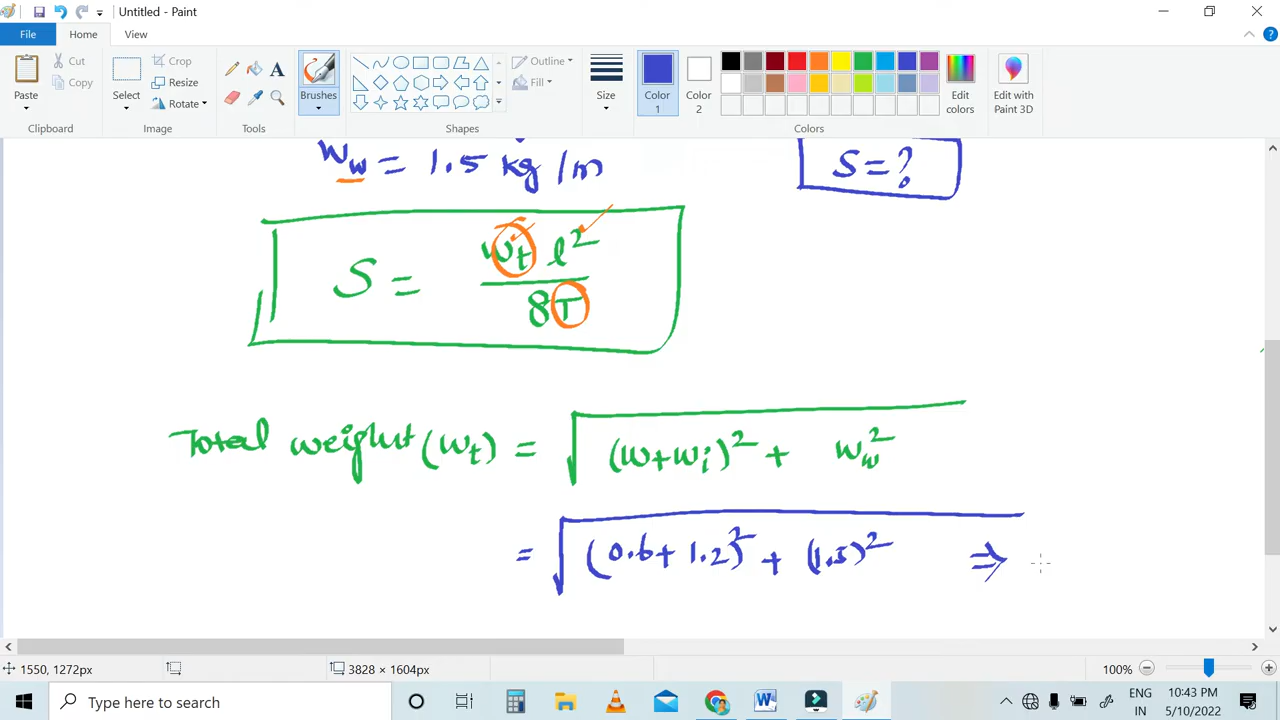 Untitled - Paint
File Home View
Paste Cut Copy
Clipboard
Select Crop Resize Rotate
Image
A
Tools
Brushes
Outline Fill
Shapes
Size
Color 1
Color 2
Edit colors
Edit with Paint 3D
Colors
Ww = 1.5 kg /m
S = ?
S = wt l²
8T
Total weight (wt) = √(w+wi)² + ww²
= √(0.6+1.2)² + (1.5)² ⇒
1550, 1272px 3828 × 1604px 100%
Type here to search
ENG IN
10:43 PM
5/10/2022